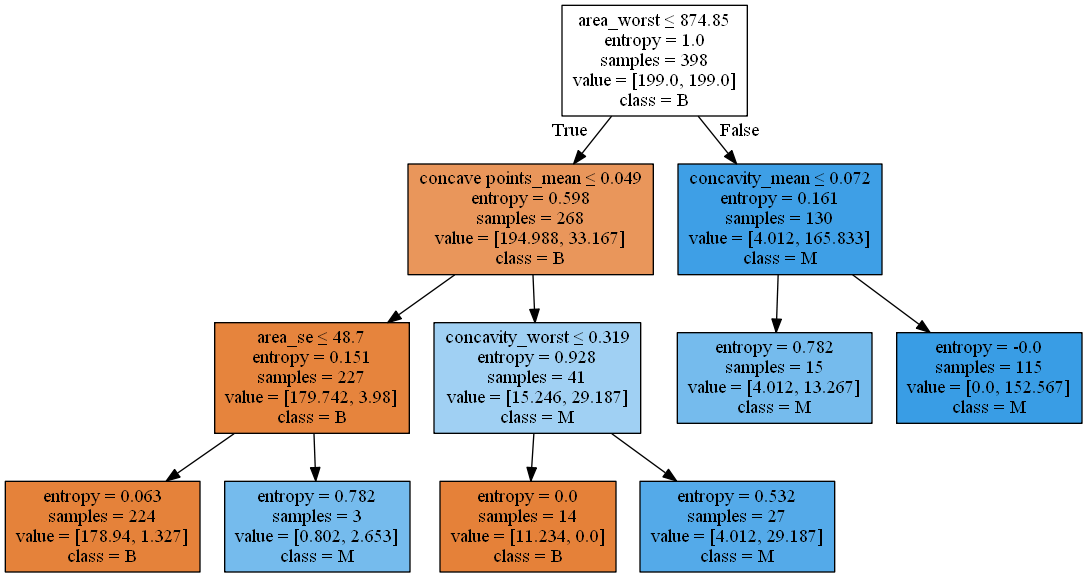 area_worst ≤ 874.85
entropy = 1.0
samples = 398
value = [199.0, 199.0]
class = B
True
False
concave points_mean ≤ 0.049
entropy = 0.598
samples = 268
value = [194.988, 33.167]
class = B
concavity_mean ≤ 0.072
entropy = 0.161
samples = 130
value = [4.012, 165.833]
class = M
area_se ≤ 48.7
entropy = 0.151
samples = 227
value = [179.742, 3.98]
class = B
concavity_worst ≤ 0.319
entropy = 0.928
samples = 41
value = [15.246, 29.187]
class = M
entropy = 0.782
samples = 15
value = [4.012, 13.267]
class = M
entropy = -0.0
samples = 115
value = [0.0, 152.567]
class = M
entropy = 0.063
samples = 224
value = [178.94, 1.327]
class = B
entropy = 0.782
samples = 3
value = [0.802, 2.653]
class = M
entropy = 0.0
samples = 14
value = [11.234, 0.0]
class = B
entropy = 0.532
samples = 27
value = [4.012, 29.187]
class = M